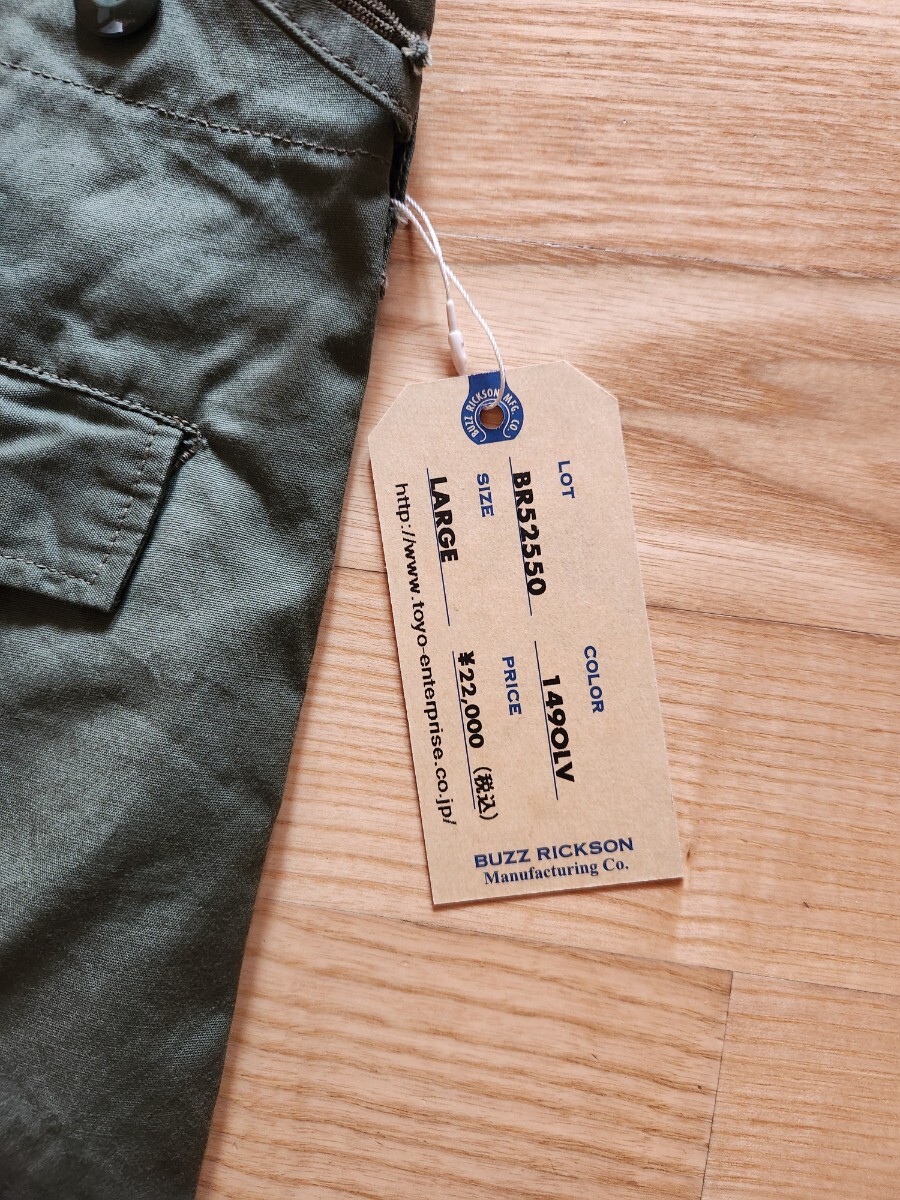 BUZZ RICKSON MFG. CO.
LOT
BR52550
COLOR
149OLV
SIZE
LARGE
PRICE
¥22,000 (税込)
http://www.toyo-enterprise.co.jp/
BUZZ RICKSON
Manufacturing Co.